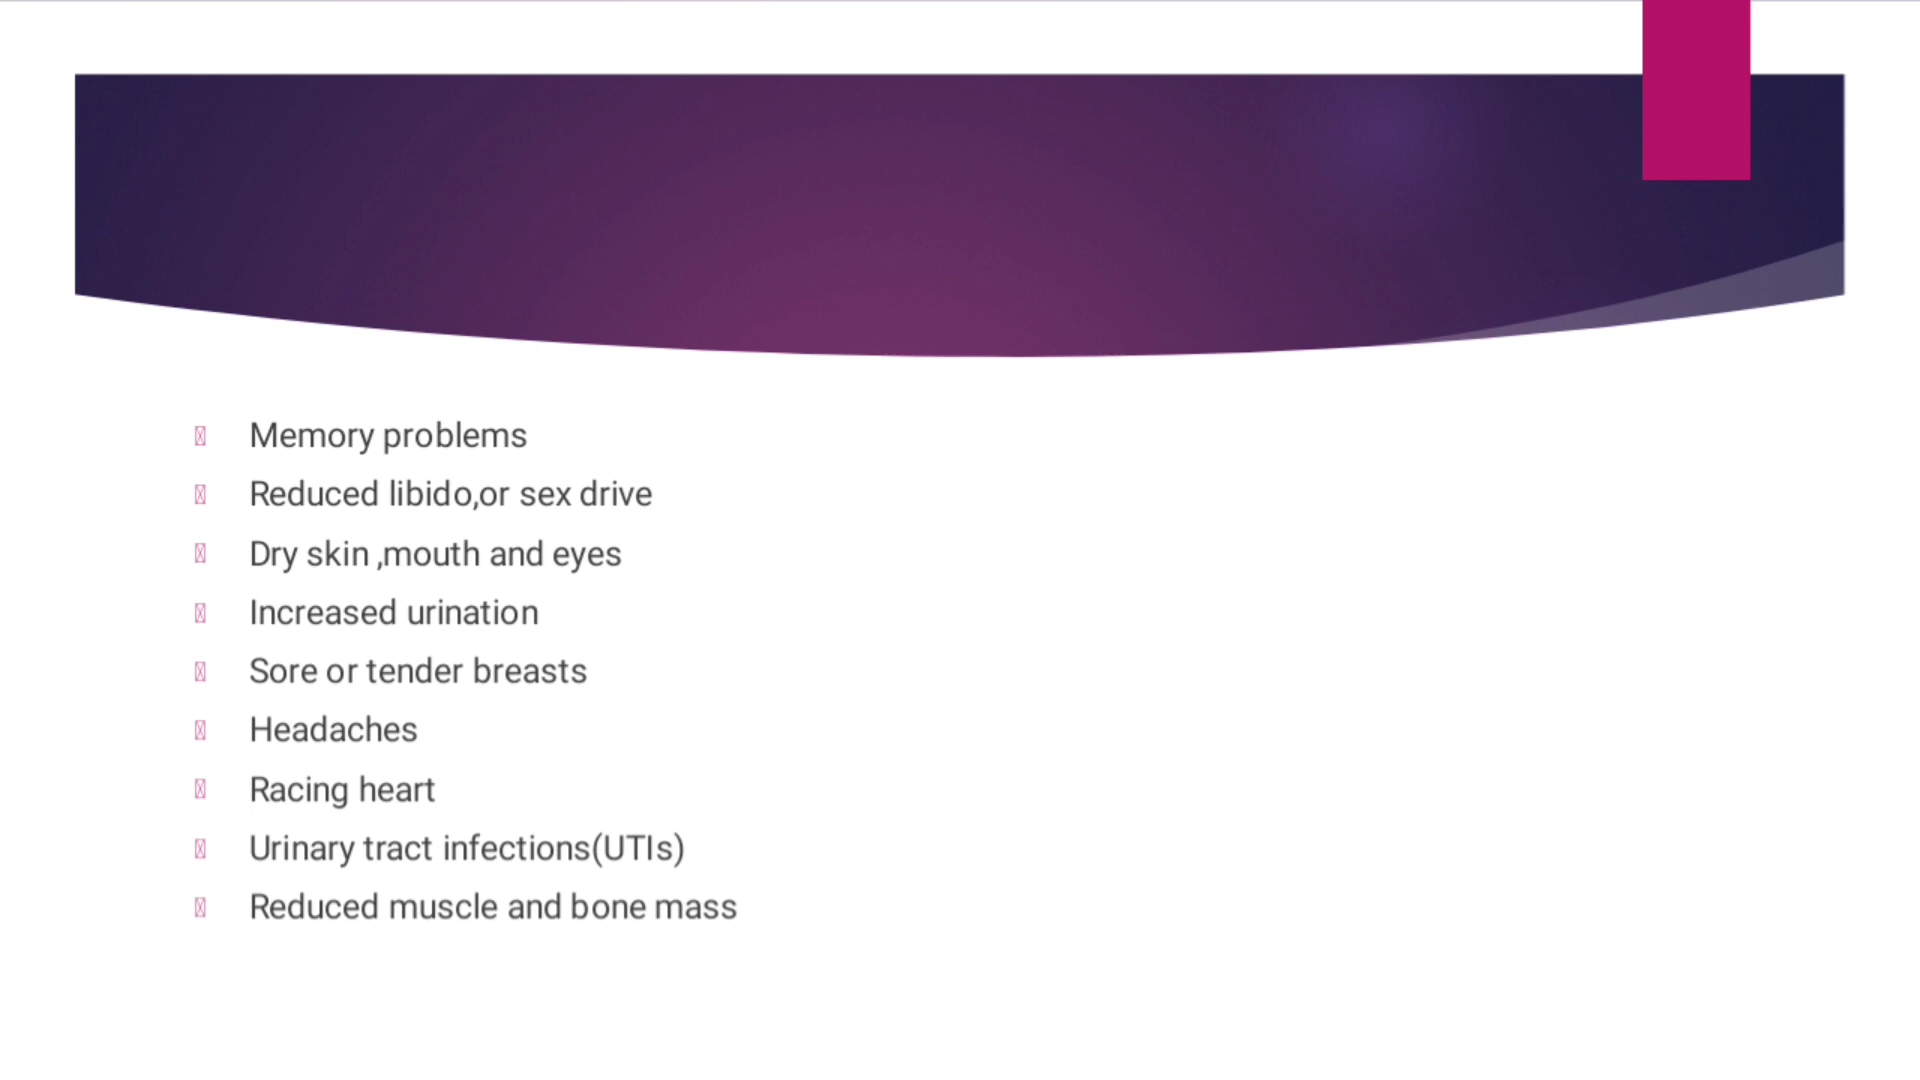 Memory problems
Reduced libido,or sex drive
Dry skin ,mouth and eyes
Increased urination
Sore or tender breasts
Headaches
Racing heart
Urinary tract infections(UTIs)
Reduced muscle and bone mass